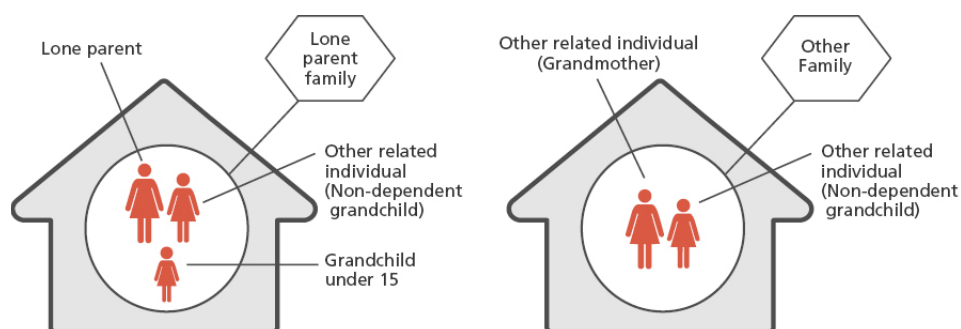 Lone parent
Lone
parent
family
Other related
individual
(Non-dependent
grandchild)
Grandchild
under 15
Other related individual
(Grandmother)
Other
Family
Other related
individual
(Non-dependent
grandchild)